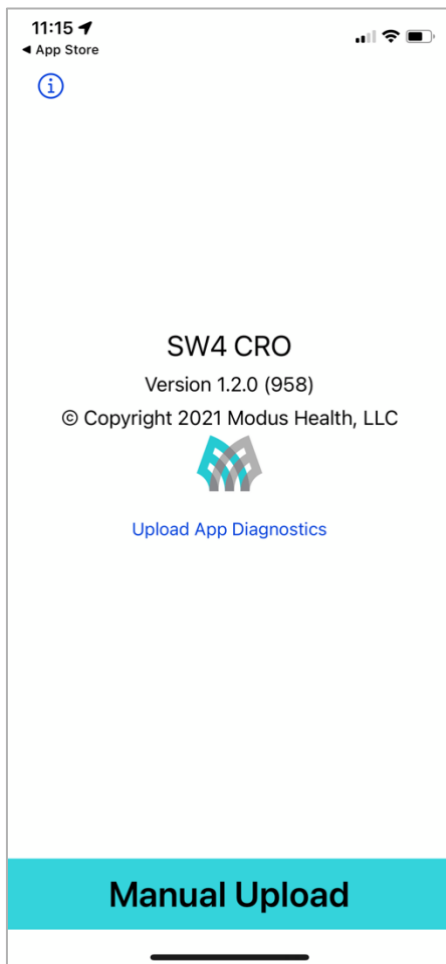 11:15
◀ App Store
SW4 CRO
Version 1.2.0 (958)
© Copyright 2021 Modus Health, LLC
Upload App Diagnostics
Manual Upload